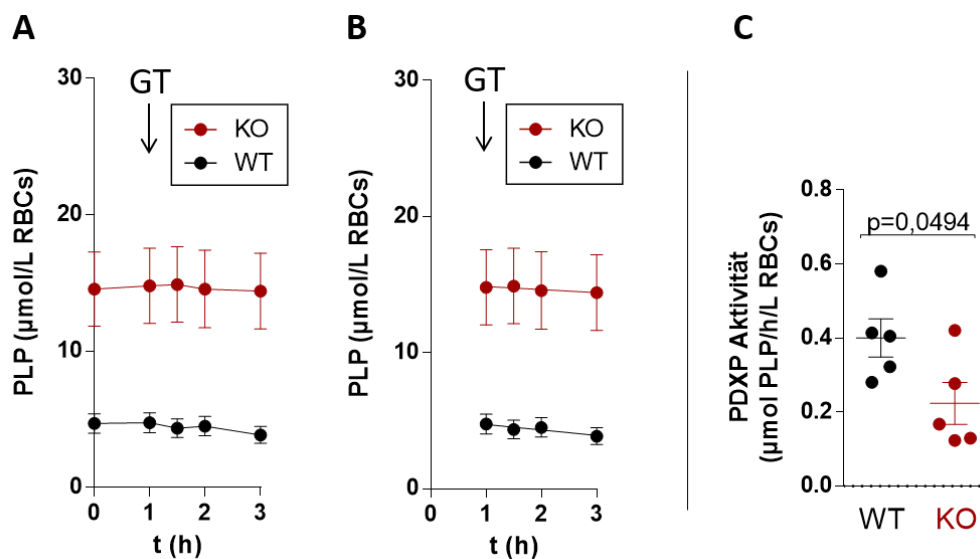 A
GT
KO
WT
PLP (µmol/L RBCs)
30
20
10
0
0 1 2 3
t (h)
B
GT
KO
WT
PLP (µmol/L RBCs)
30
20
10
0
0 1 2 3
t (h)
C
p=0,0494
PDXP Aktivität
(µmol PLP/h/L RBCs)
0.8
0.6
0.4
0.2
0.0
WT KO